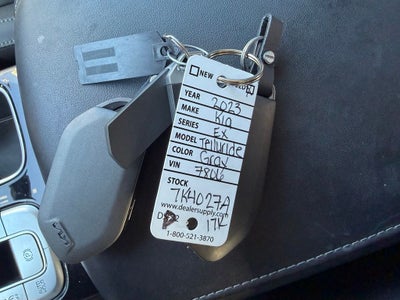 NEW
YEAR 2023
MAKE Kia
SERIES EX
MODEL Telluride
COLOR Gray
VIN
STOCK 7K4027A
www.dealersupply.com
17K
1-800-521-3870